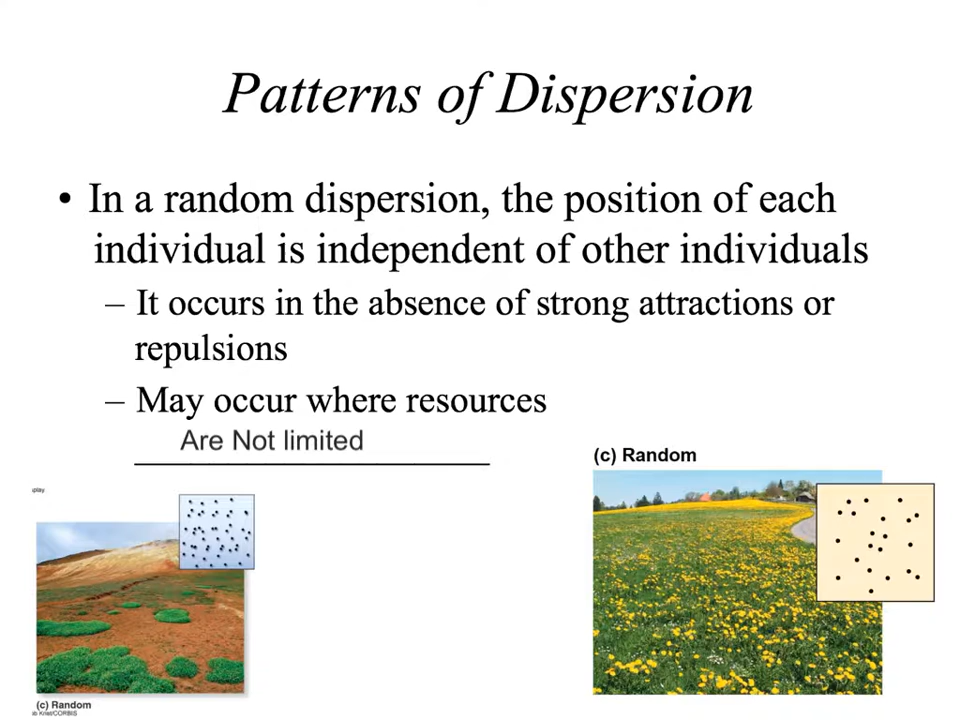 Patterns of Dispersion
• In a random dispersion, the position of each
individual is independent of other individuals
– It occurs in the absence of strong attractions or
repulsions
– May occur where resources
Are Not limited
(c) Random
play.
(c) Random